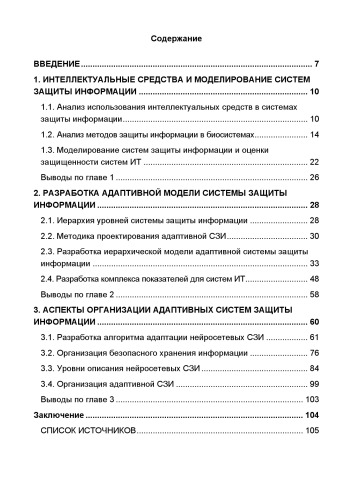 Содержание
ВВЕДЕНИЕ 7
1. ИНТЕЛЛЕКТУАЛЬНЫЕ СРЕДСТВА И МОДЕЛИРОВАНИЕ СИСТЕМ
ЗАЩИТЫ ИНФОРМАЦИИ 10
1.1. Анализ использования интеллектуальных средств в системах
защиты информации 10
1.2. Анализ методов защиты информации в биосистемах 14
1.3. Моделирование систем защиты информации и оценки
защищенности систем ИТ 22
Выводы по главе 1 26
2. РАЗРАБОТКА АДАПТИВНОЙ МОДЕЛИ СИСТЕМЫ ЗАЩИТЫ
ИНФОРМАЦИИ 28
2.1. Иерархия уровней системы защиты информации 28
2.2. Методика проектирования адаптивной СЗИ 30
2.3. Разработка иерархической модели адаптивной системы защиты
информации 33
2.4. Разработка комплекса показателей для систем ИТ 48
Выводы по главе 2 58
3. АСПЕКТЫ ОРГАНИЗАЦИИ АДАПТИВНЫХ СИСТЕМ ЗАЩИТЫ
ИНФОРМАЦИИ 60
3.1. Разработка алгоритма адаптации нейросетевых СЗИ 61
3.2. Организация безопасного хранения информации 76
3.3. Уровни описания нейросетевых СЗИ 84
3.4. Организация адаптивной СЗИ 99
Выводы по главе 3 103
Заключение 104
СПИСОК ИСТОЧНИКОВ 105